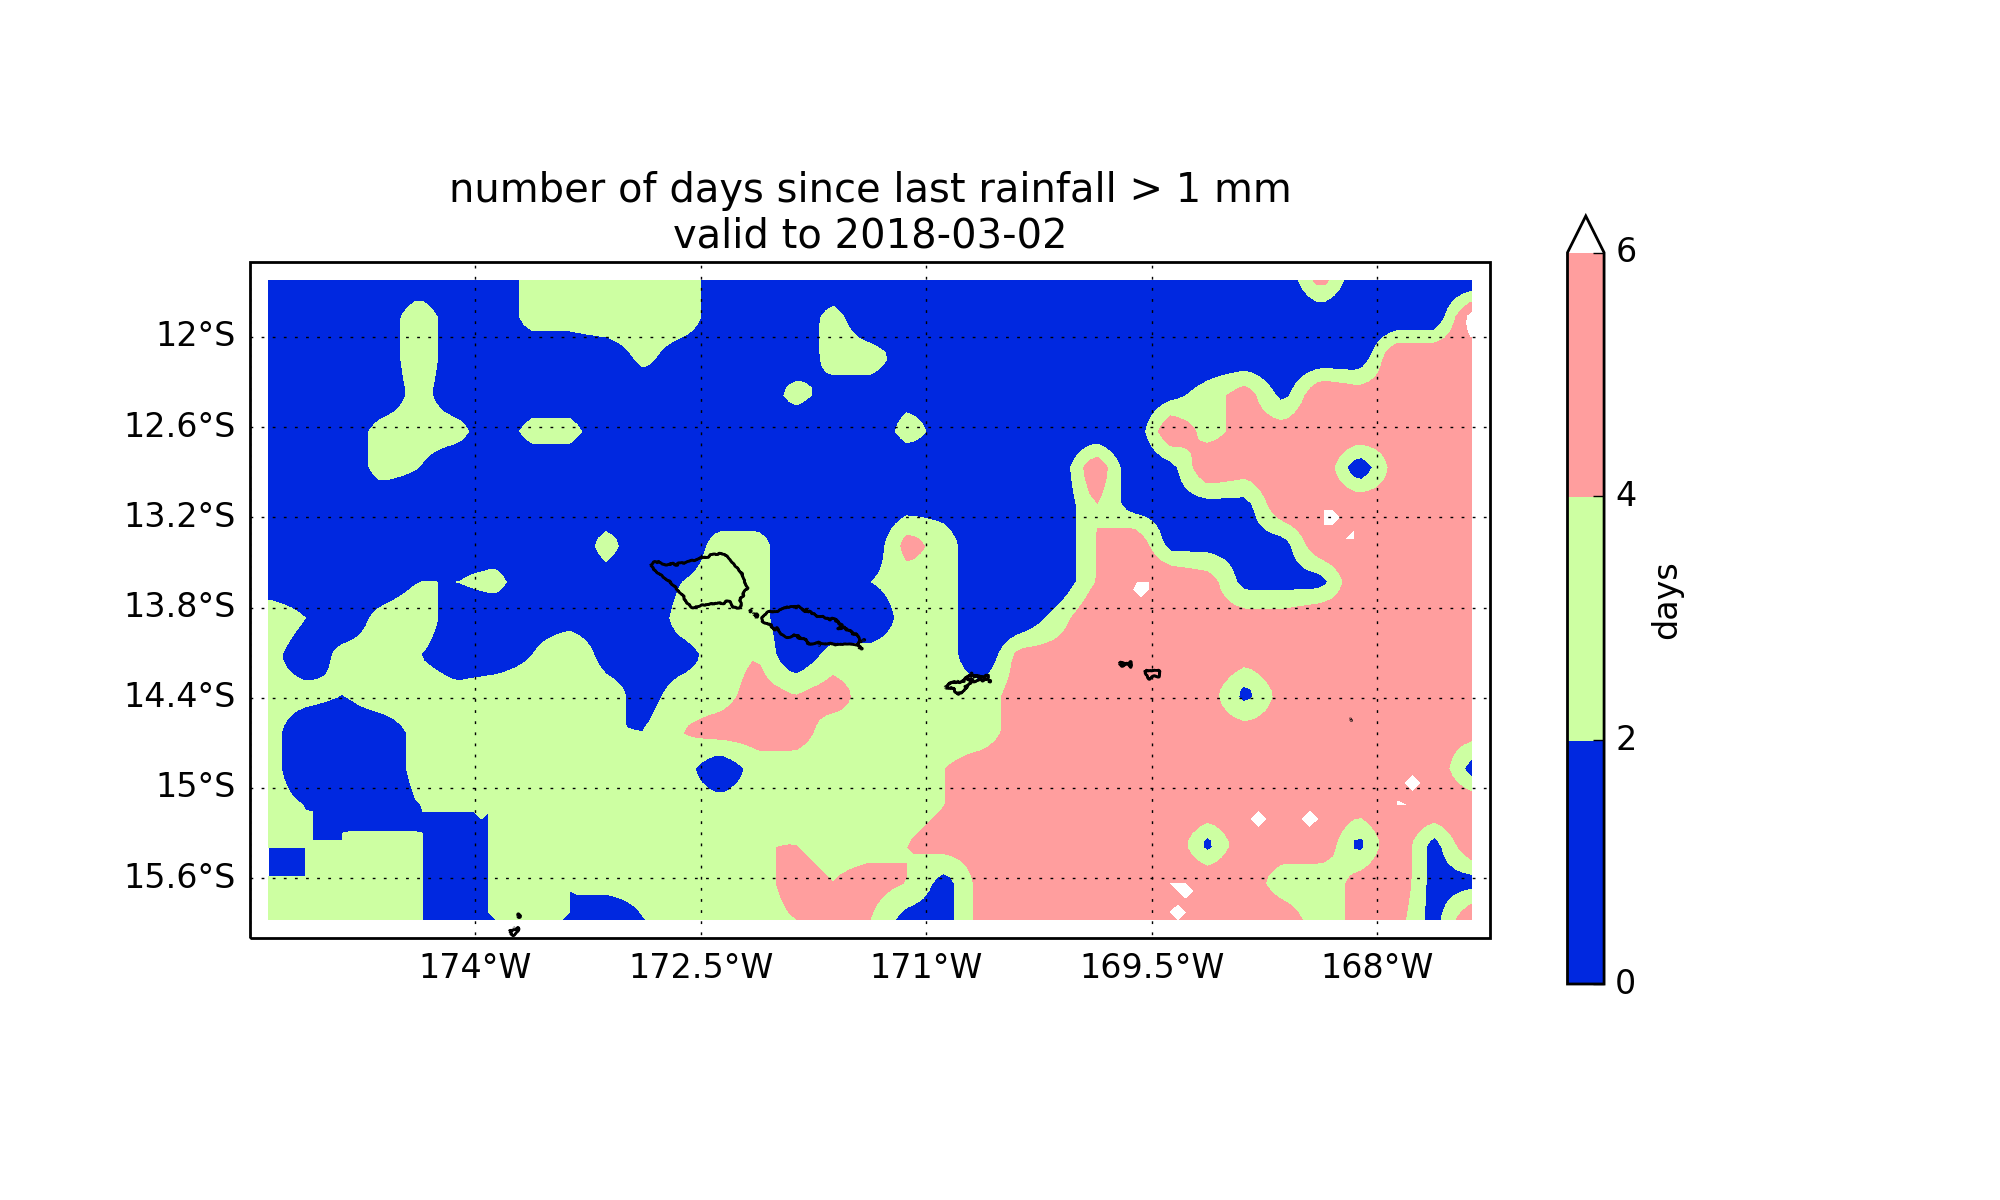 number of days since last rainfall > 1 mm
valid to 2018-03-02
12°S
12.6°S
13.2°S
13.8°S
14.4°S
15°S
15.6°S
174°W
172.5°W
171°W
169.5°W
168°W
6
4
2
0
days